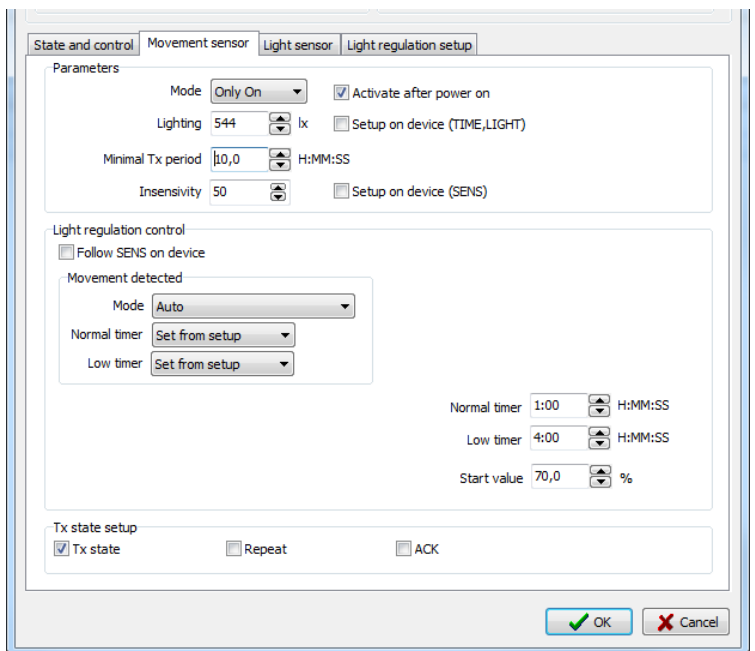 State and control Movement sensor Light sensor Light regulation setup
Parameters
Mode Only On Activate after power on
Lighting 544 lx Setup on device (TIME,LIGHT)
Minimal Tx period 10,0 H:MM:SS
Insensivity 50 Setup on device (SENS)
Light regulation control
Follow SENS on device
Movement detected
Mode Auto
Normal timer Set from setup
Low timer Set from setup
Normal timer 1:00 H:MM:SS
Low timer 4:00 H:MM:SS
Start value 70,0 %
Tx state setup
Tx state Repeat ACK
OK Cancel